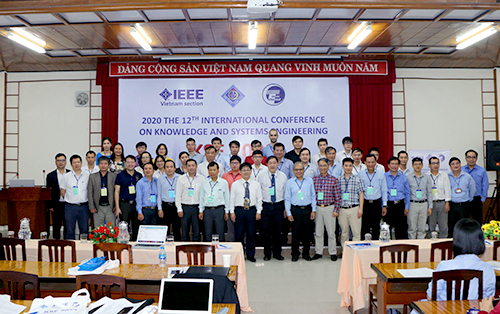 ĐẢNG CỘNG SẢN VIỆT NAM QUANG VINH MUÔN NĂM
IEEE
Vietnam section
2020 THE 12TH INTERNATIONAL CONFERENCE
ON KNOWLEDGE AND SYSTEMS ENGINEERING